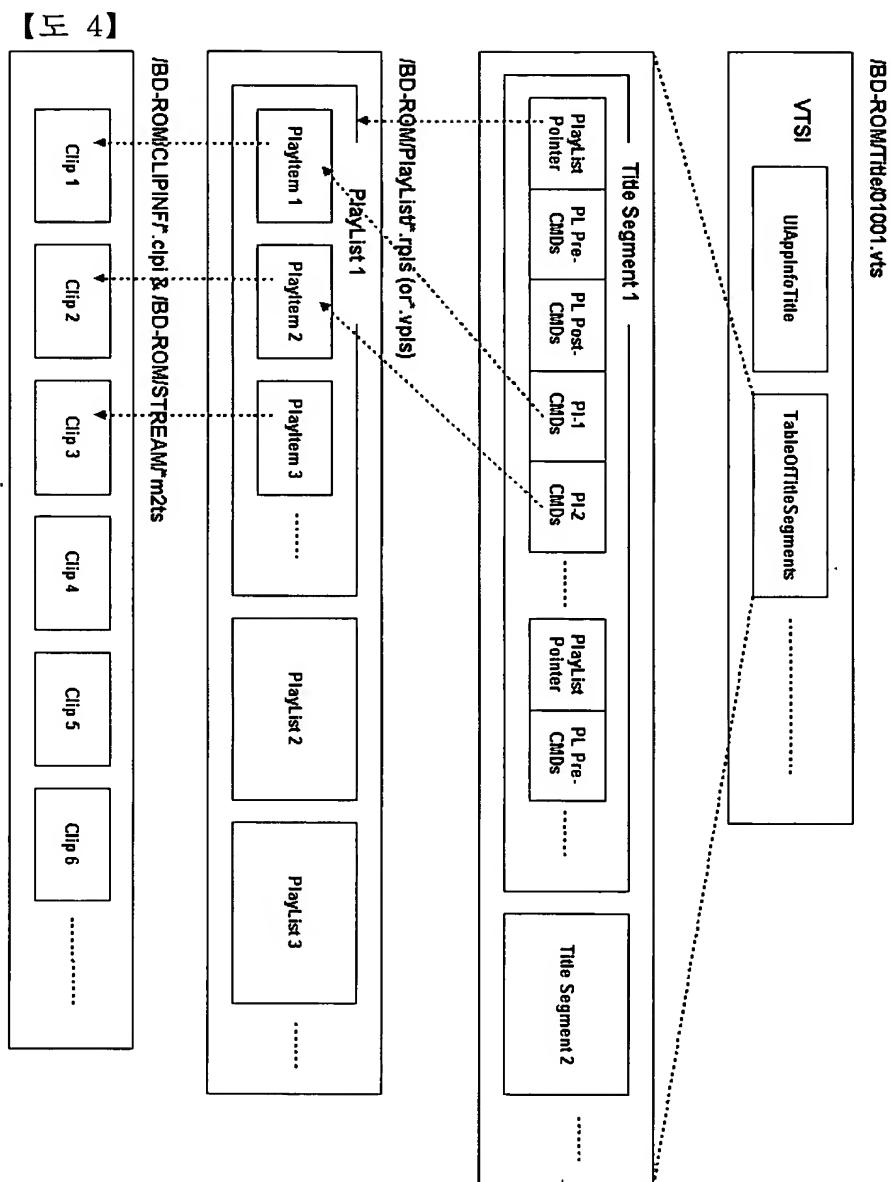 【도 4】
/BD-ROM/Title/01001.vts
VTSI
UIAppInfoTitle
TableOfTitleSegments
Title Segment 1
PlayList
Pointer
PL Pre-
CMDs
PL Post-
CMDs
PI-1
CMDs
PI-2
CMDs
PlayList
Pointer
PL Pre-
CMDs
Title Segment 2
/BD-ROM/PlayList/*.rpls (or*.vpls)
PlayList 1
PlayItem 1
PlayItem 2
PlayItem 3
PlayList 2
PlayList 3
/BD-ROM/CLIPINF/*.clpi & /BD-ROM/STREAM/*m2ts
Clip 1
Clip 2
Clip 3
Clip 4
Clip 5
Clip 6